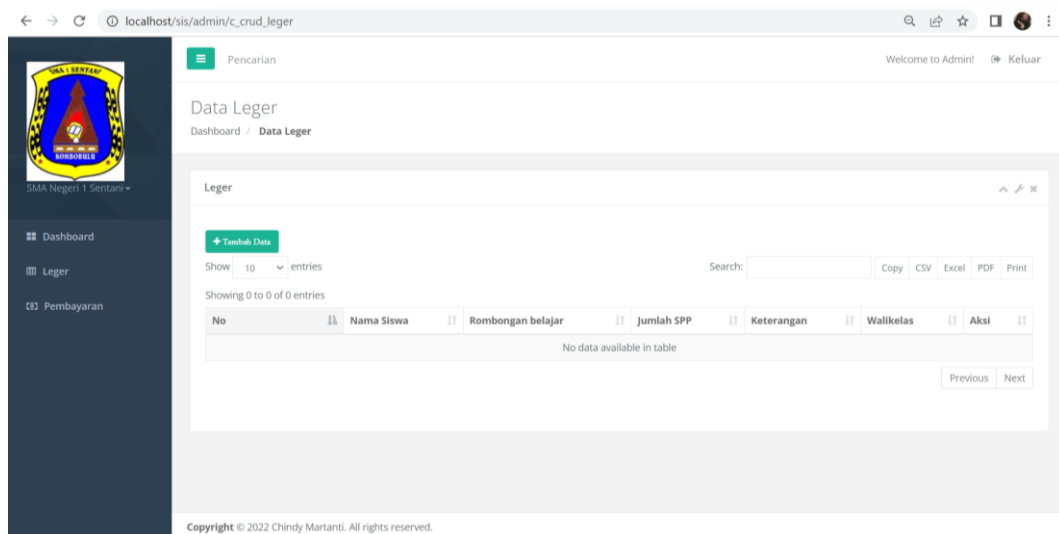 localhost/sis/admin/c_crud_leger
SMA 1 SENTANI
KOMBOBULU
SMA Negeri 1 Sentani
Dashboard
Leger
Pembayaran
Pencarian
Welcome to Admin! Keluar
Data Leger
Dashboard / Data Leger
Leger
Tambah Data
Show 10 entries
Search:
Copy CSV Excel PDF Print
Showing 0 to 0 of 0 entries
No Nama Siswa Rombongan belajar Jumlah SPP Keterangan Walikelas Aksi
No data available in table
Previous Next
Copyright © 2022 Chindy Martanti. All rights reserved.